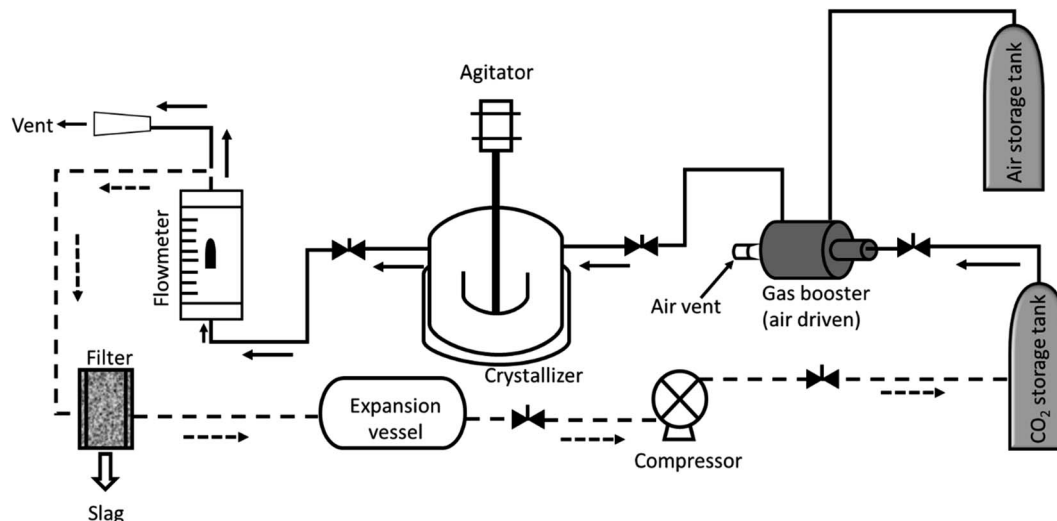 Agitator
Vent
Air storage tank
Flowmeter
Air vent
Gas booster
(air driven)
Filter
Crystallizer
Expansion
vessel
CO₂ storage tank
Compressor
Slag